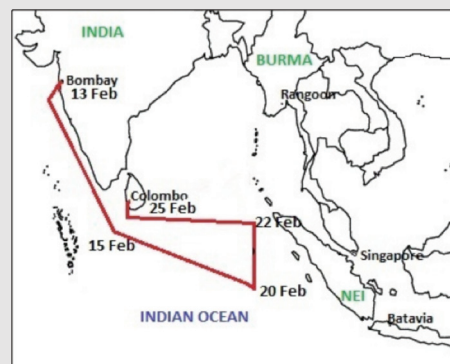 INDIA
BURMA
Bombay
13 Feb
Rangoon
Colombo
25 Feb
22 Feb
15 Feb
Singapore
20 Feb
NEI
INDIAN OCEAN
Batavia